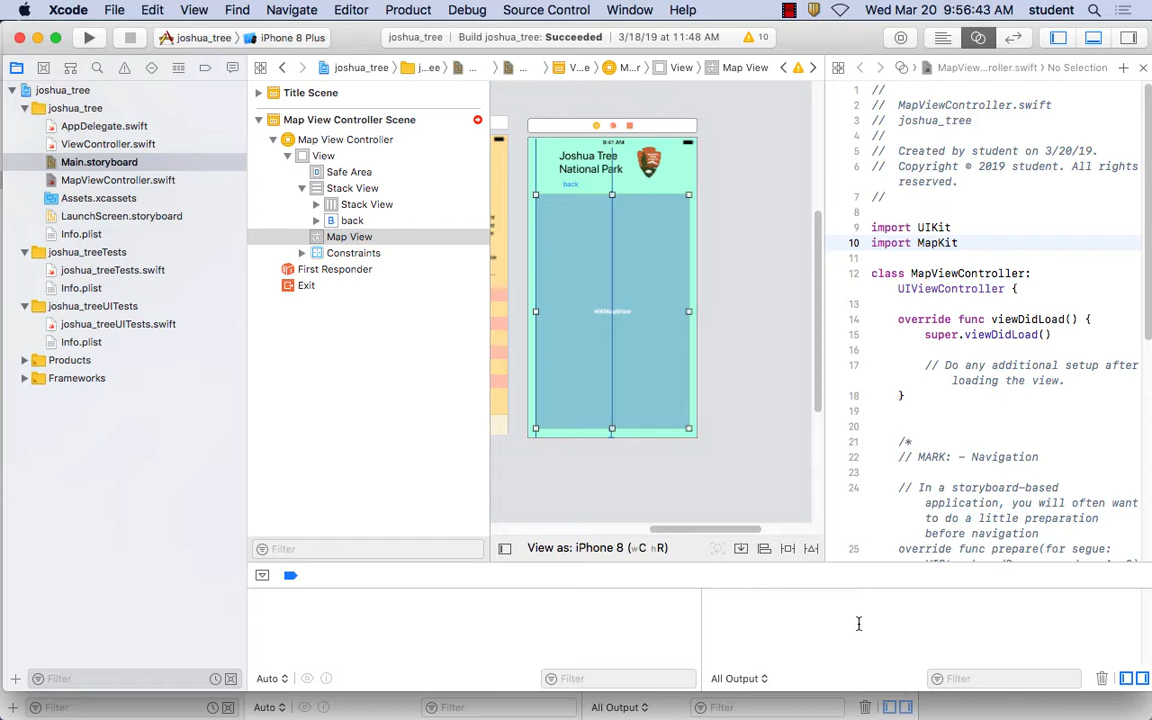 Xcode File Edit View Find Navigate Editor Product Debug Source Control Window Help Wed Mar 20 9:56:43 AM student
joshua_tree iPhone 8 Plus joshua_tree | Build joshua_tree: Succeeded | 3/18/19 at 11:48 AM 10
joshua_tree ...ee ... ... V...e M...r View Map View MapView...roller.swift No Selection
joshua_tree
joshua_tree
AppDelegate.swift
ViewController.swift
Main.storyboard
MapViewController.swift
Assets.xcassets
LaunchScreen.storyboard
Info.plist
joshua_treeTests
joshua_treeTests.swift
Info.plist
joshua_treeUITests
joshua_treeUITests.swift
Info.plist
Products
Frameworks
Filter
Title Scene
Map View Controller Scene
Map View Controller
View
Safe Area
Stack View
Stack View
B back
Map View
Constraints
First Responder
Exit
Filter
9:41 AM
Joshua Tree
National Park
back
MKMapView
View as: iPhone 8 (wC hR)
1 //
2 // MapViewController.swift
3 // joshua_tree
4 //
5 // Created by student on 3/20/19.
6 // Copyright © 2019 student. All rights
reserved.
7 //
8
9 import UIKit
10 import MapKit
11
12 class MapViewController:
UIViewController {
13
14 override func viewDidLoad() {
15 super.viewDidLoad()
16
17 // Do any additional setup after
loading the view.
18 }
19
20
21 /*
22 // MARK: - Navigation
23
24 // In a storyboard-based
application, you will often want
to do a little preparation
before navigation
25 override func prepare(for segue:
Auto Filter All Output Filter
Filter Auto Filter All Output Filter